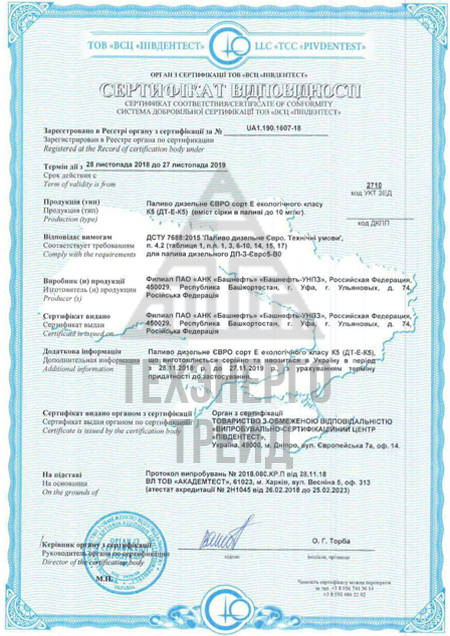 ТОВ «ВСЦ «ПІВДЕНТЕСТ» LLC «TCC «PIVDENTEST»
ОРГАН З СЕРТИФІКАЦІЇ ТОВ «ВСЦ «ПІВДЕНТЕСТ»
СЕРТИФІКАТ ВІДПОВІДНОСТІ
СЕРТИФИКАТ СООТВЕТСТВИЯ/CERTIFICATE OF CONFORMITY
СИСТЕМА ДОБРОВІЛЬНОЇ СЕРТИФІКАЦІЇ ТОВ «ВСЦ «ПІВДЕНТЕСТ»
Зареєстровано в Реєстрі органу з сертифікації за № UA1.190.1607-18
Зарегистрирован в Реестре органа по сертификации
Registered at the Record of certification body under
Термін дії з 28 листопада 2018 до 27 листопада 2019
Срок действия с
Term of validity is from
2710
код УКТ ЗЕД
Продукція (тип) Паливо дизельне ЄВРО сорт Е екологічного класу
Продукция (тип) К5 (ДТ-Е-К5) (вміст сірки в паливі до 10 мг/кг).
Production (type)
код ДКПП
Відповідає вимогам ДСТУ 7688:2015 "Паливо дизельне Євро. Технічні умови",
Соответствует требованиям п. 4.2 (таблиця 1, п.п. 1, 3, 6-10, 14, 15, 17)
Comply with the requirements для палива дизельного ДП-З-Євро5-В0
Виробник (и) продукції Филиал ПАО «АНК «Башнефть» «Башнефть-УНПЗ», Российская Федерация,
Изготовитель (и) продукции 450029, Республика Башкортостан, г. Уфа, г. Ульяновых, д. 74,
Producer (s) Російська Федерація
Сертифікат видано Филиал ПАО «АНК «Башнефть» «Башнефть-УНПЗ», Российская Федерация,
Сертификат выдан 450029, Республика Башкортостан, г. Уфа, г. Ульяновых, д. 74,
Certificate is issued Російська Федерація
Додаткова інформація Паливо дизельне ЄВРО сорт Е екологічного класу К5 (ДТ-Е-К5),
Дополнительная информация що виготовляється серійно та ввозиться в Україну в період
Additional information з 28.11.2018 р. до 27.11.2019 р. з урахуванням терміну
придатності до застосування.
ТЕХЭНЕРГО
ТРЕЙД
Сертифікат видано органом з сертифікації Орган з сертифікації
Сертификат выдан органом по сертификации ТОВАРИСТВО З ОБМЕЖЕНОЮ ВІДПОВІДАЛЬНІСТЮ
Certificate is issued by the certification body «ВИПРОБУВАЛЬНО-СЕРТИФІКАЦІЙНИЙ ЦЕНТР
«ПІВДЕНТЕСТ»,
Україна, 49000, м. Дніпро, вул. Європейська 7а, оф. 14.
На підставі Протокол випробувань № 2018.080.КР.П від 28.11.18
На основании ВЛ ТОВ «АКАДЕМТЕСТ», 61023, м. Харків, вул. Весніна 5, оф. 313
On the grounds of (атестат акредитації № 2Н1045 від 26.02.2018 до 25.02.2023)
Керівник органу з сертифікації О. Г. Торба
Руководитель органа по сертификации підпис ініціали, прізвище
Director of the certification body
М.П.
Чинність сертифіката можна перевірити